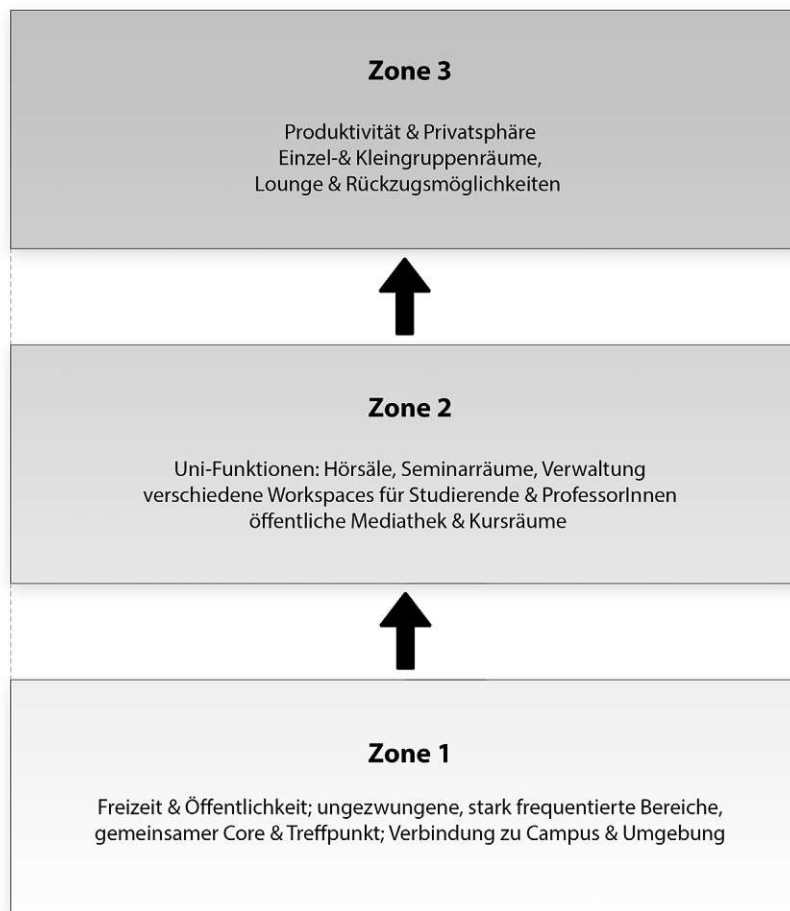 Zone 3
Produktivität & Privatsphäre
Einzel-& Kleingruppenräume,
Lounge & Rückzugsmöglichkeiten
Zone 2
Uni-Funktionen: Hörsäle, Seminarräume, Verwaltung
verschiedene Workspaces für Studierende & ProfessorInnen
öffentliche Mediathek & Kursräume
Zone 1
Freizeit & Öffentlichkeit; ungezwungene, stark frequentierte Bereiche,
gemeinsamer Core & Treffpunkt; Verbindung zu Campus & Umgebung